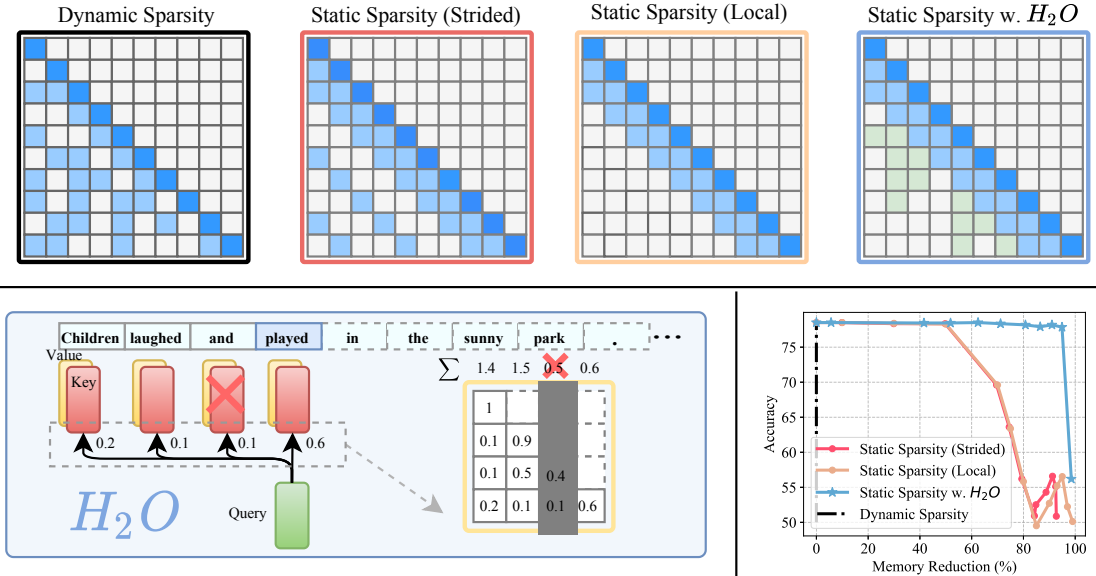 Dynamic Sparsity
Static Sparsity (Strided)
Static Sparsity (Local)
Static Sparsity w. H₂O
Children laughed and played in the sunny park . •••
Value
Key
0.2 0.1 0.1 0.6
H₂O
Query
∑ 1.4 1.5 0.5 0.6
1
0.1 0.9
0.1 0.5 0.4
0.2 0.1 0.1 0.6
Accuracy
75
70
65
60
55
50
Static Sparsity (Strided)
Static Sparsity (Local)
Static Sparsity w. H₂O
Dynamic Sparsity
0 20 40 60 80 100
Memory Reduction (%)